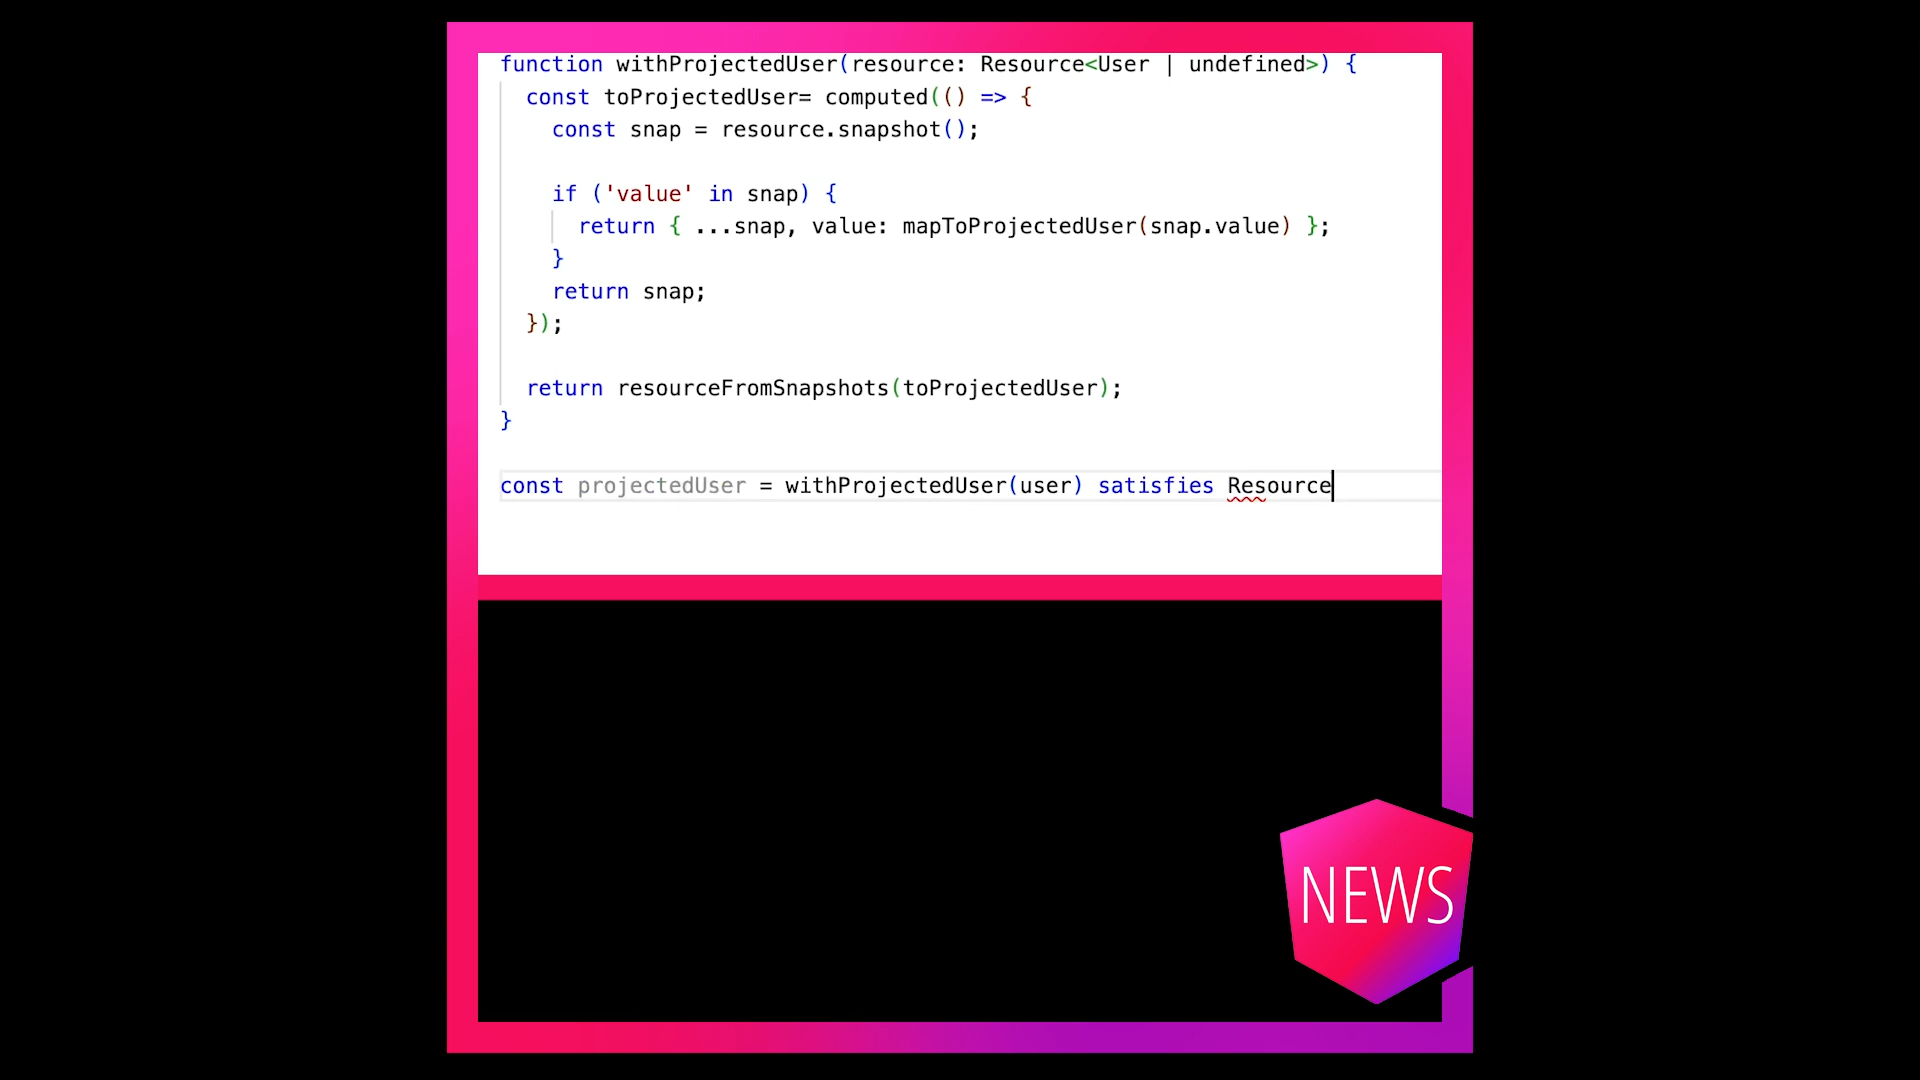 function withProjectedUser(resource: Resource<User | undefined>) {
  const toProjectedUser= computed(() => {
    const snap = resource.snapshot();
    if ('value' in snap) {
      return { ...snap, value: mapToProjectedUser(snap.value) };
    }
    return snap;
  });
  return resourceFromSnapshots(toProjectedUser);
}
const projectedUser = withProjectedUser(user) satisfies Resource
NEWS